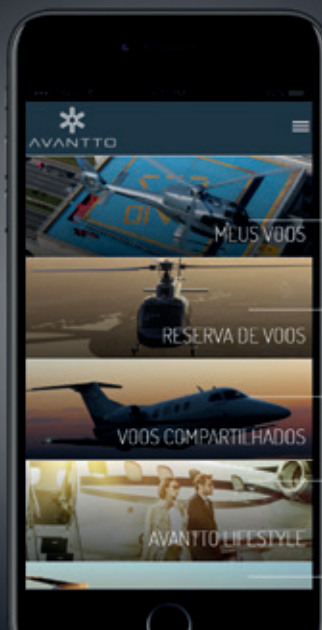 AVANTTO
MEUS VOOS
RESERVA DE VOOS
VOOS COMPARTILHADOS
AVANTTO LIFESTYLE